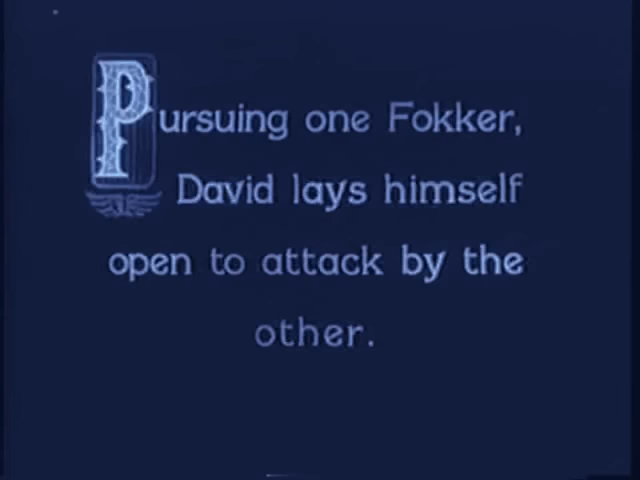 Pursuing one Fokker,
David lays himself
open to attack by the
other.